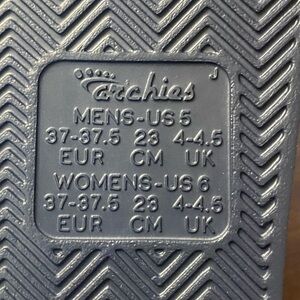 archies J
MENS-US 5
37-37.5 23 4-4.5
EUR CM UK
WOMENS-US 6
37-37.5 23 4-4.5
EUR CM UK